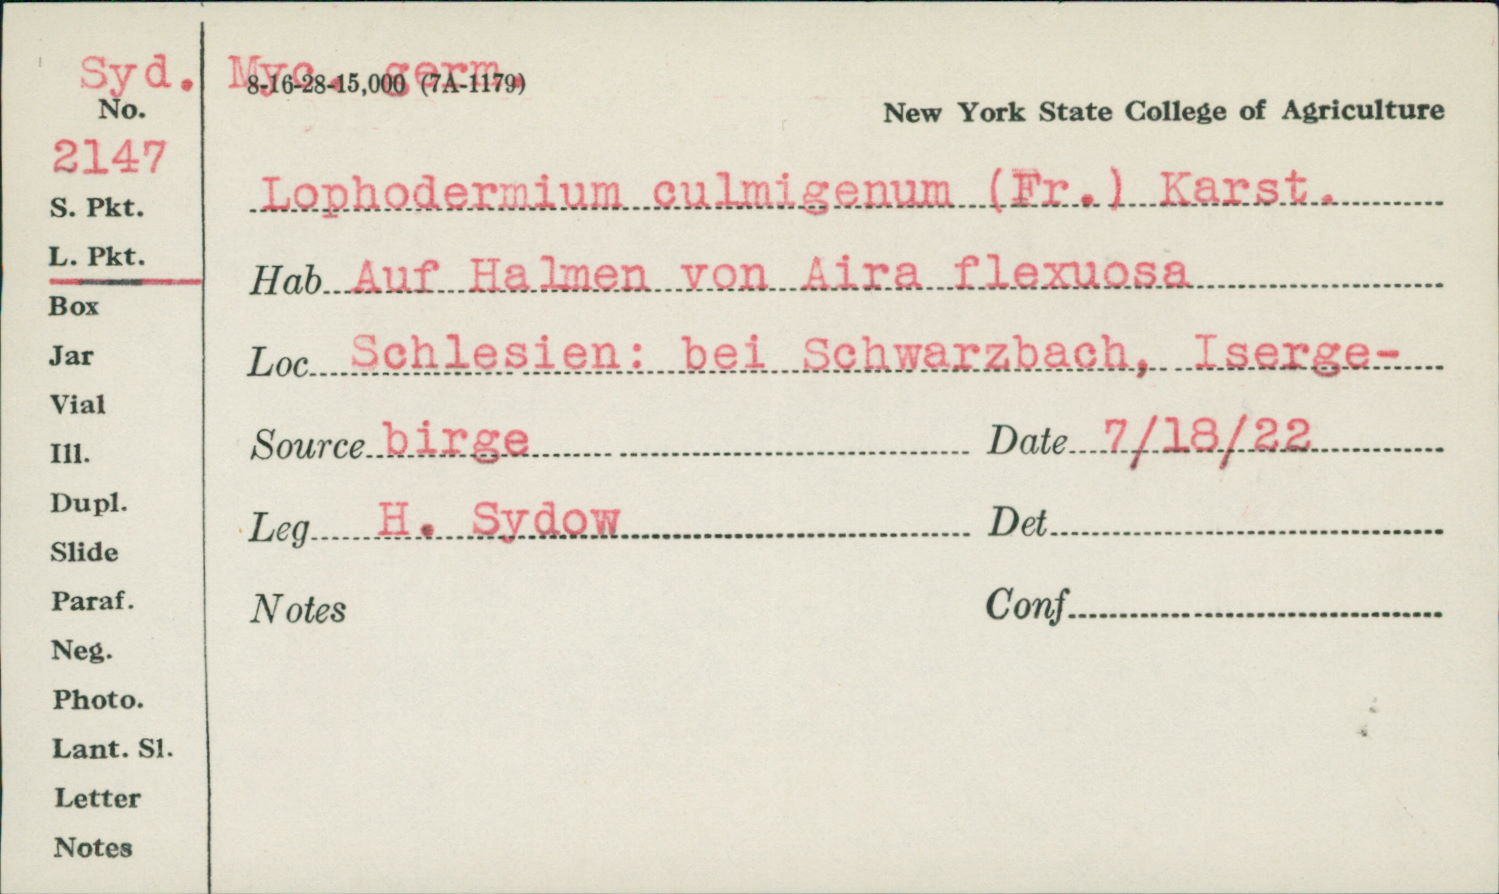 Syd. Myc. germ.
8-16-28-15,000 (7A-1179)
No.
New York State College of Agriculture
2147
S. Pkt.
Lophodermium culmigenum (Fr.) Karst.
L. Pkt.
Hab Auf Halmen von Aira flexuosa
Box
Jar
Loc Schlesien: bei Schwarzbach, Iserge-
Vial
Source birge Date 7/18/22
Ill.
Dupl.
Leg H. Sydow Det
Slide
Paraf.
Notes Conf
Neg.
Photo.
Lant. Sl.
Letter
Notes